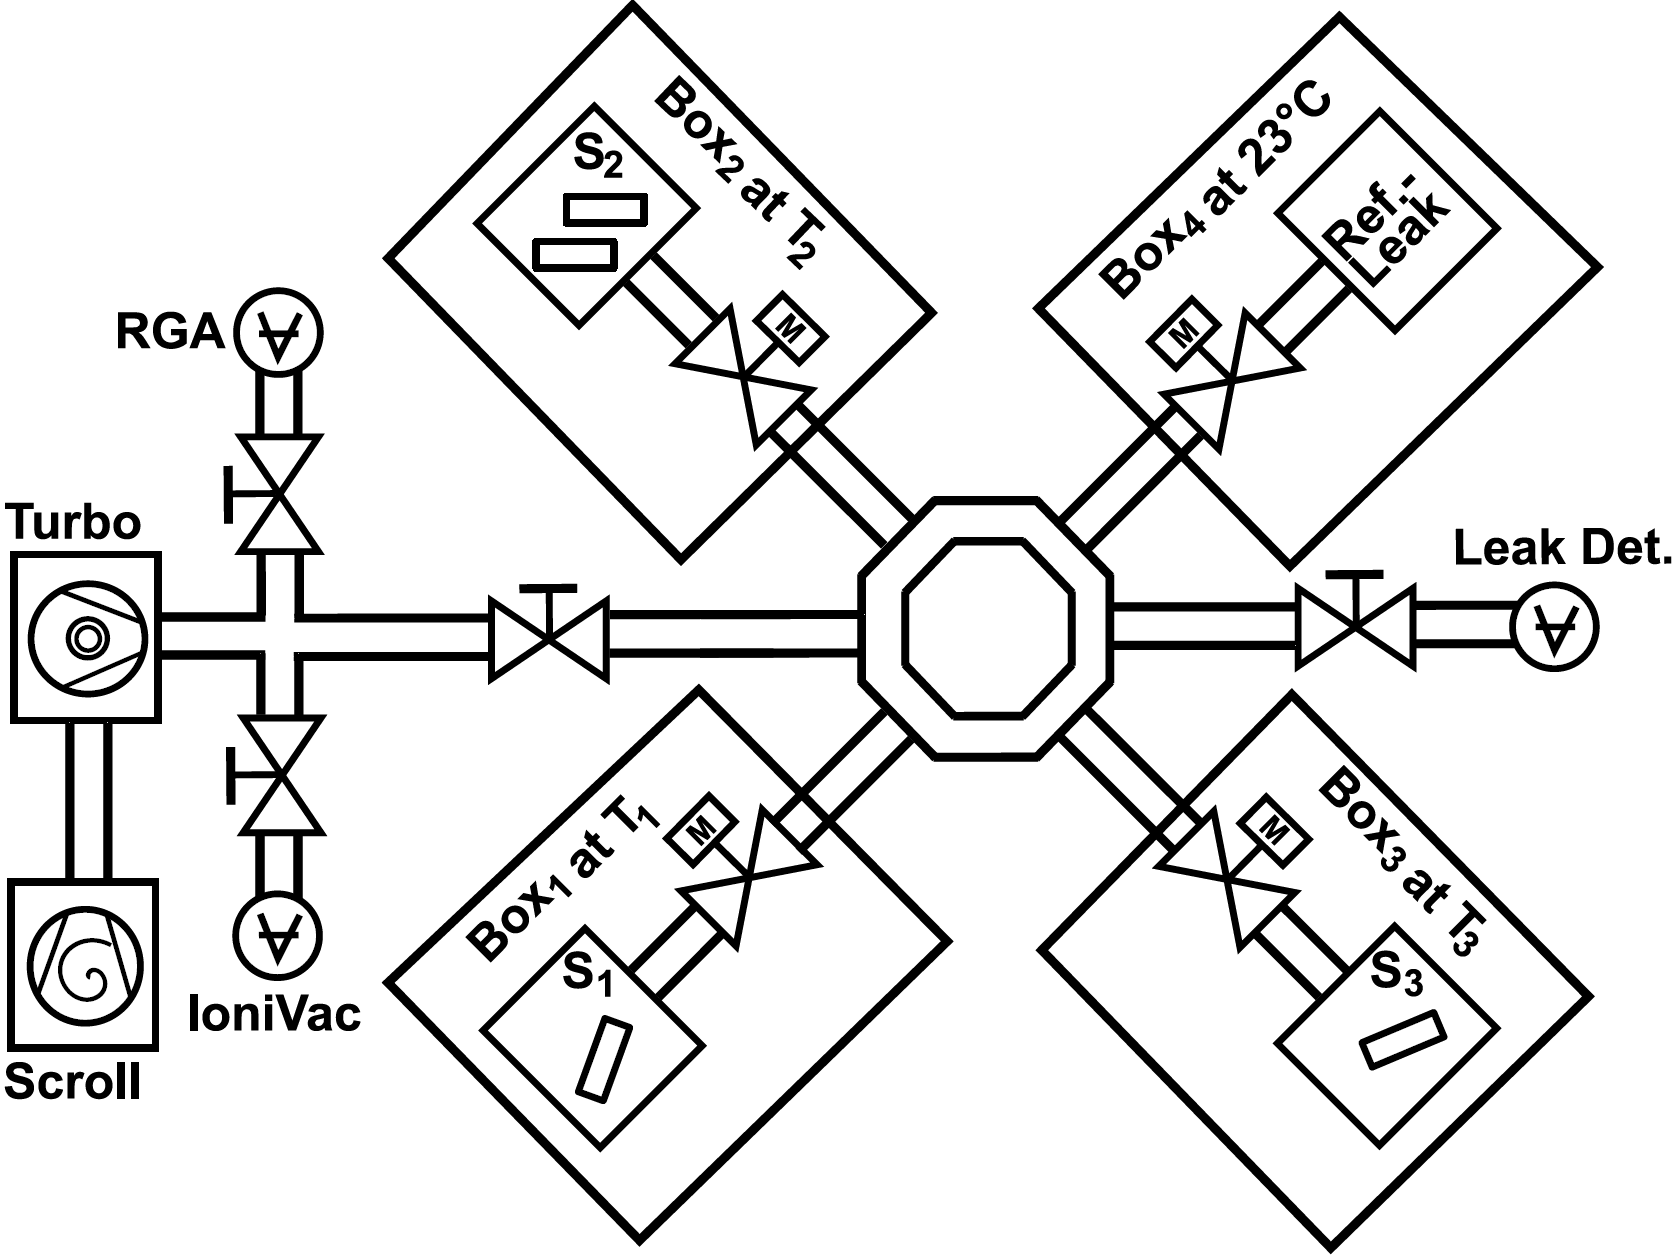 Box₂ at T₂
S₂
M
Box₄ at 23°C
Ref.-
Leak
M
RGA
Turbo
Leak Det.
IoniVac
Scroll
Box₁ at T₁
M
S₁
Box₃ at T₃
M
S₃